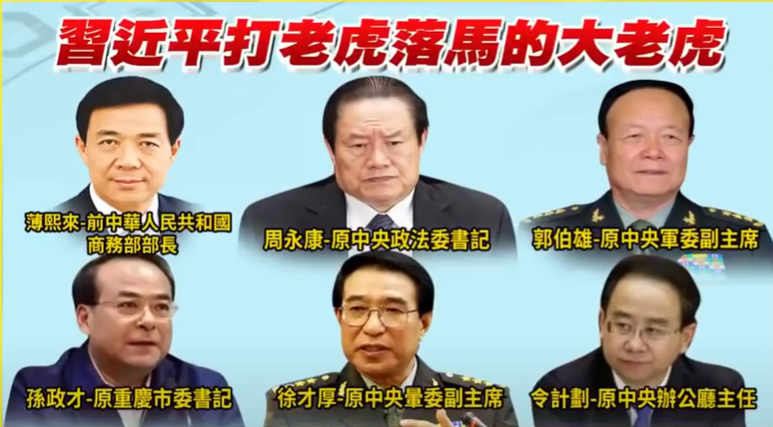 習近平打老虎落馬的大老虎
薄熙來-前中華人民共和國
商務部部長
周永康-原中央政法委書記
郭伯雄-原中央軍委副主席
孫政才-原重慶市委書記
徐才厚-原中央暈委副主席
令計劃-原中央辦公廳主任